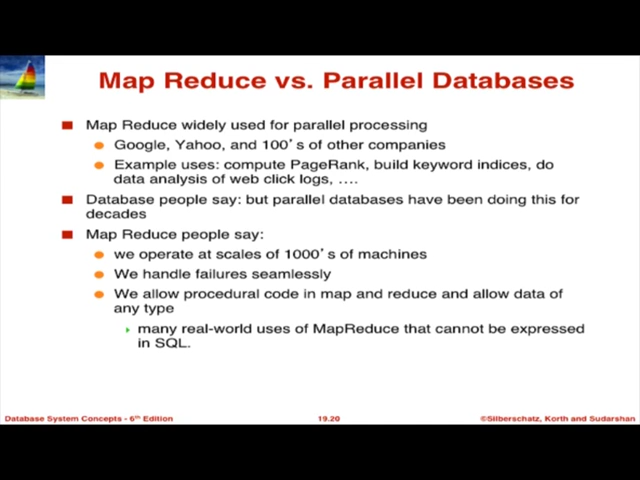 Map Reduce vs. Parallel Databases
Map Reduce widely used for parallel processing
Google, Yahoo, and 100's of other companies
Example uses: compute PageRank, build keyword indices, do
data analysis of web click logs, ….
Database people say: but parallel databases have been doing this for
decades
Map Reduce people say:
we operate at scales of 1000's of machines
We handle failures seamlessly
We allow procedural code in map and reduce and allow data of
any type
many real-world uses of MapReduce that cannot be expressed
in SQL.
Database System Concepts - 6th Edition
19.20
©Silberschatz, Korth and Sudarshan